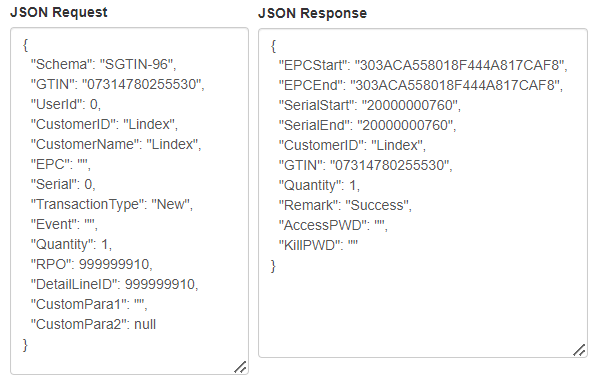 JSON Request
{
"Schema": "SGTIN-96",
"GTIN": "07314780255530",
"UserId": 0,
"CustomerID": "Lindex",
"CustomerName": "Lindex",
"EPC": "",
"Serial": 0,
"TransactionType": "New",
"Event": "",
"Quantity": 1,
"RPO": 999999910,
"DetailLineID": 999999910,
"CustomPara1": "",
"CustomPara2": null
}
JSON Response
{
"EPCStart": "303ACA558018F444A817CAF8",
"EPCEnd": "303ACA558018F444A817CAF8",
"SerialStart": "20000000760",
"SerialEnd": "20000000760",
"CustomerID": "Lindex",
"GTIN": "07314780255530",
"Quantity": 1,
"Remark": "Success",
"AccessPWD": "",
"KillPWD": ""
}